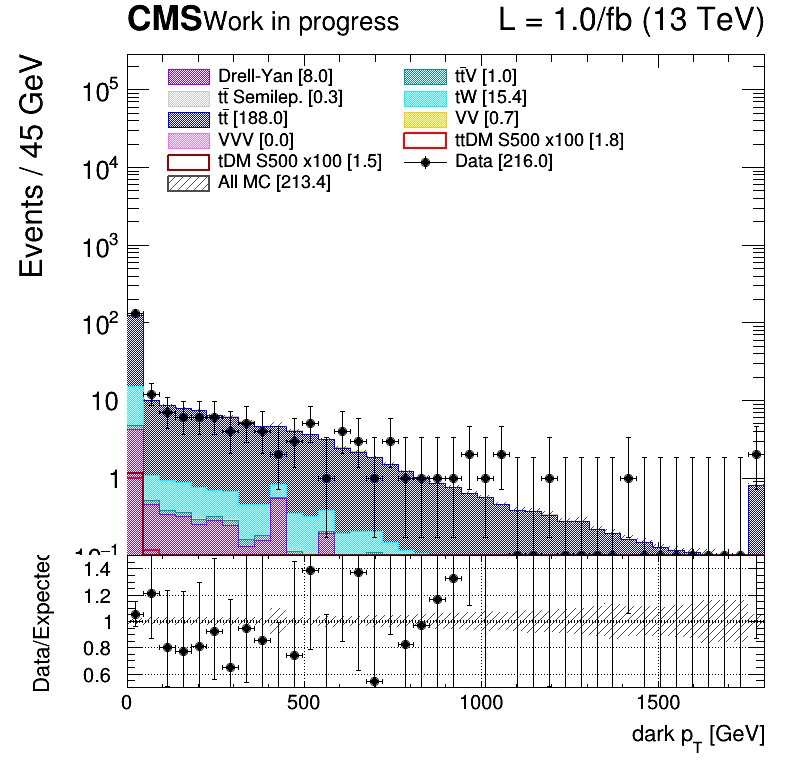 CMS Work in progress L = 1.0/fb (13 TeV)
Events / 45 GeV
Drell-Yan [8.0] tt̄V [1.0]
tt̄ Semilep. [0.3] tW [15.4]
tt̄ [188.0] VV [0.7]
VVV [0.0] ttDM S500 x100 [1.8]
tDM S500 x100 [1.5] Data [216.0]
All MC [213.4]
10⁵
10⁴
10³
10²
10
1
10⁻¹
Data/Expected
1.4
1.2
1
0.8
0.6
0 500 1000 1500
dark p_T [GeV]